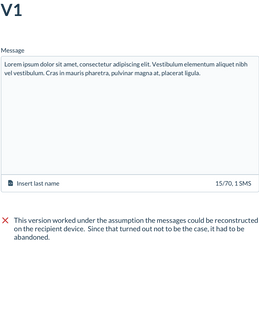 V1
Message
Lorem ipsum dolor sit amet, consectetur adipiscing elit. Vestibulum elementum aliquet nibh
vel vestibulum. Cras in mauris pharetra, pulvinar magna at, placerat ligula.
Insert last name 15/70, 1 SMS
This version worked under the assumption the messages could be reconstructed
on the recipient device. Since that turned out not to be the case, it had to be
abandoned.